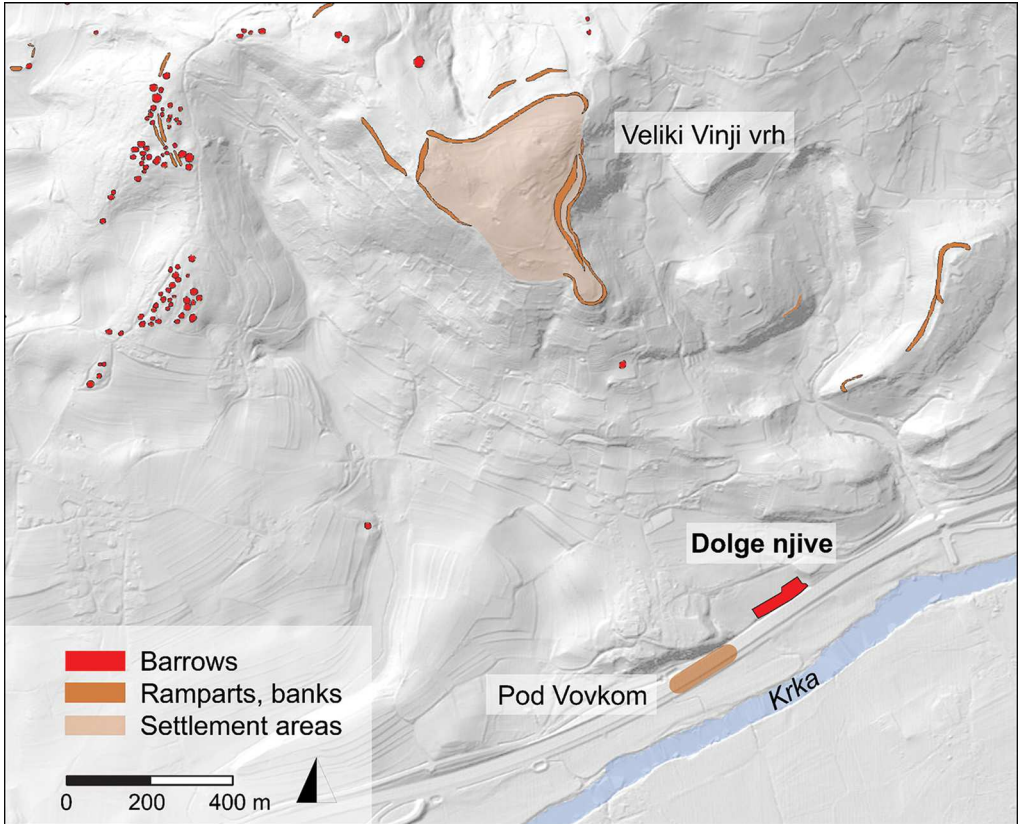 Veliki Vinji vrh
Dolge njive
Pod Vovkom
Krka
Barrows
Ramparts, banks
Settlement areas
0 200 400 m